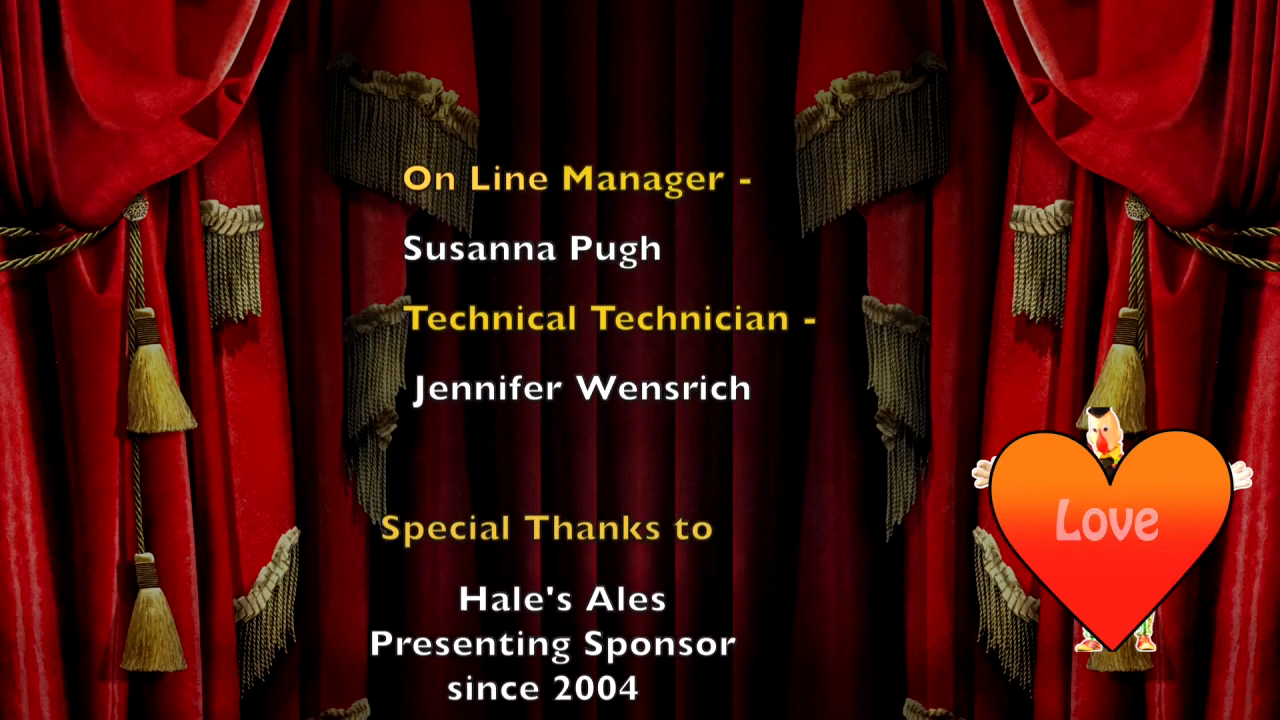 On Line Manager -
Susanna Pugh
Technical Technician -
Jennifer Wensrich
Special Thanks to
Hale's Ales
Presenting Sponsor
since 2004
Love